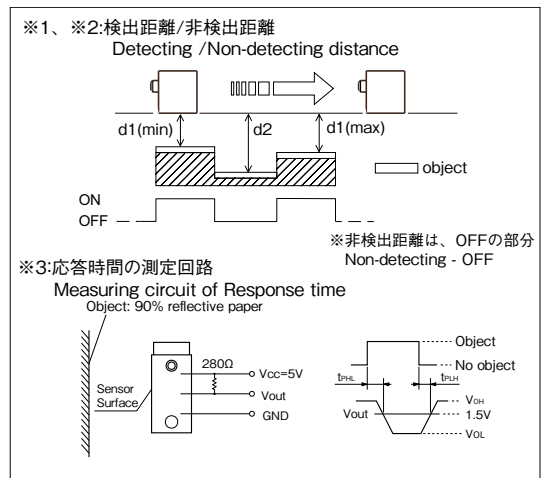 ※1、※2:検出距離/非検出距離
Detecting /Non-detecting distance
d1(min)
d2
d1(max)
object
ON
OFF
※非検出距離は、OFFの部分
Non-detecting - OFF
※3:応答時間の測定回路
Measuring circuit of Response time
Object: 90% reflective paper
280Ω
Vcc=5V
Vout
GND
Sensor
Surface
Object
No object
tPHL
tPLH
VOH
Vout
1.5V
VOL